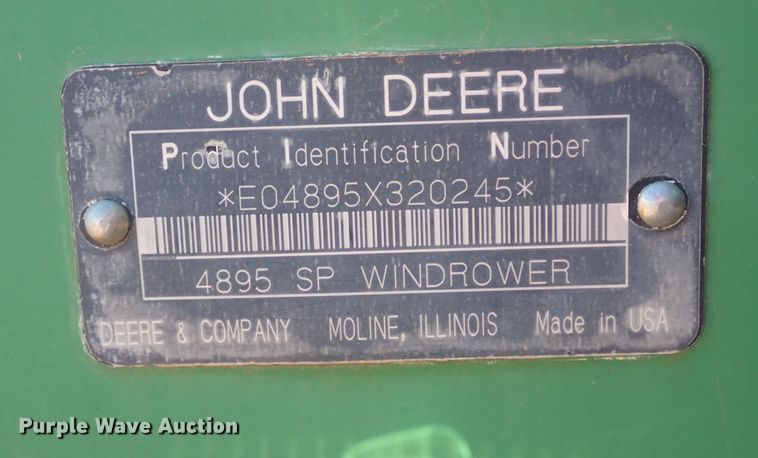 JOHN DEERE
Product Identification Number
*E04895X320245*
4895 SP WINDROWER
DEERE & COMPANY MOLINE, ILLINOIS Made in USA
Purple Wave Auction